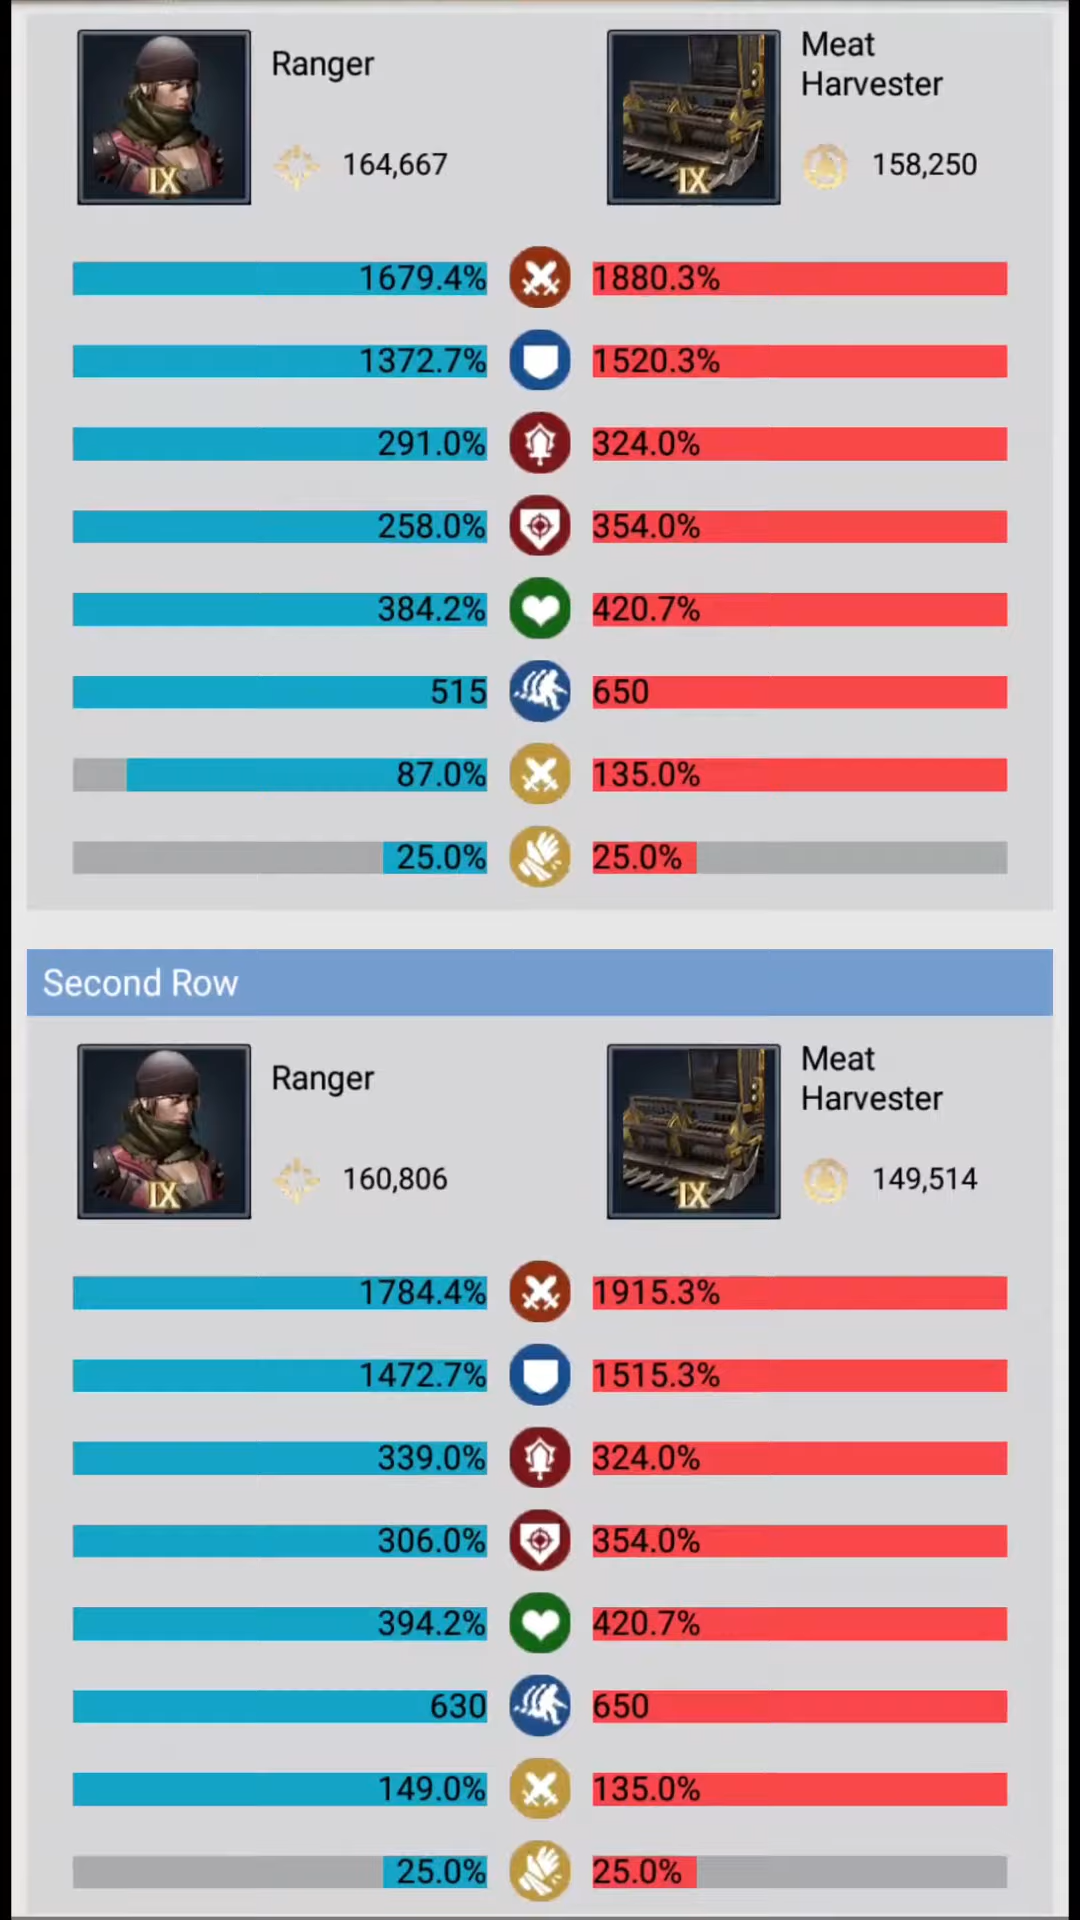 Ranger
Meat
Harvester
IX
164,667
IX
158,250
1679.4% 1880.3%
1372.7% 1520.3%
291.0% 324.0%
258.0% 354.0%
384.2% 420.7%
515 650
87.0% 135.0%
25.0% 25.0%
Second Row
Ranger
Meat
Harvester
IX
160,806
IX
149,514
1784.4% 1915.3%
1472.7% 1515.3%
339.0% 324.0%
306.0% 354.0%
394.2% 420.7%
630 650
149.0% 135.0%
25.0% 25.0%